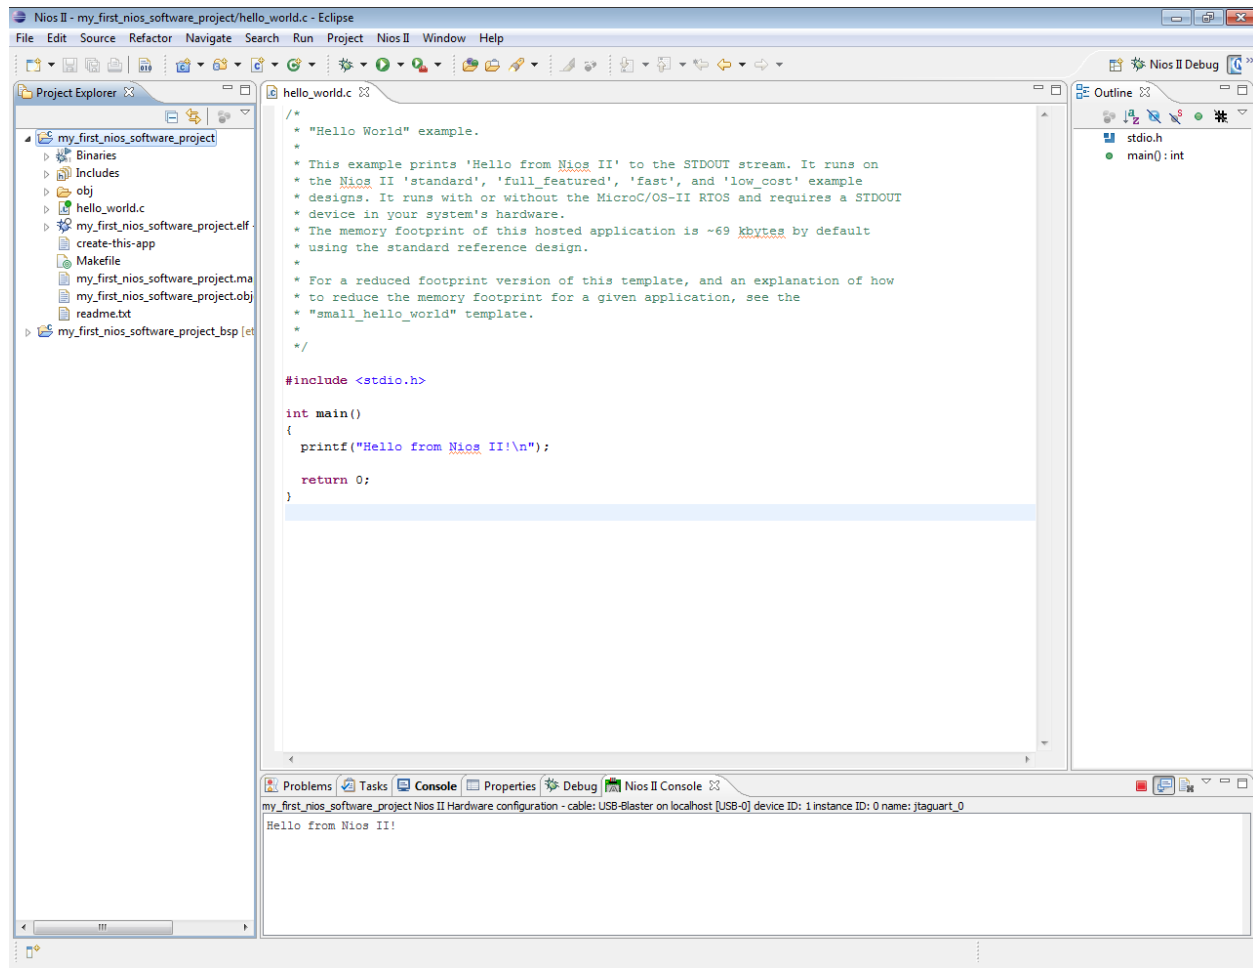 Nios II - my_first_nios_software_project/hello_world.c - Eclipse
File Edit Source Refactor Navigate Search Run Project Nios II Window Help
Nios II Debug
Project Explorer
my_first_nios_software_project
Binaries
Includes
obj
hello_world.c
my_first_nios_software_project.elf -
create-this-app
Makefile
my_first_nios_software_project.ma
my_first_nios_software_project.obj
readme.txt
my_first_nios_software_project_bsp [et
hello_world.c
/*
* "Hello World" example.
*
* This example prints 'Hello from Nios II' to the STDOUT stream. It runs on
* the Nios II 'standard', 'full_featured', 'fast', and 'low_cost' example
* designs. It runs with or without the MicroC/OS-II RTOS and requires a STDOUT
* device in your system's hardware.
* The memory footprint of this hosted application is ~69 kbytes by default
* using the standard reference design.
*
* For a reduced footprint version of this template, and an explanation of how
* to reduce the memory footprint for a given application, see the
* "small_hello_world" template.
*
*/
#include <stdio.h>
int main()
{
printf("Hello from Nios II!\n");
return 0;
}
Outline
stdio.h
main() : int
Problems Tasks Console Properties Debug Nios II Console
my_first_nios_software_project Nios II Hardware configuration - cable: USB-Blaster on localhost [USB-0] device ID: 1 instance ID: 0 name: jtaguart_0
Hello from Nios II!